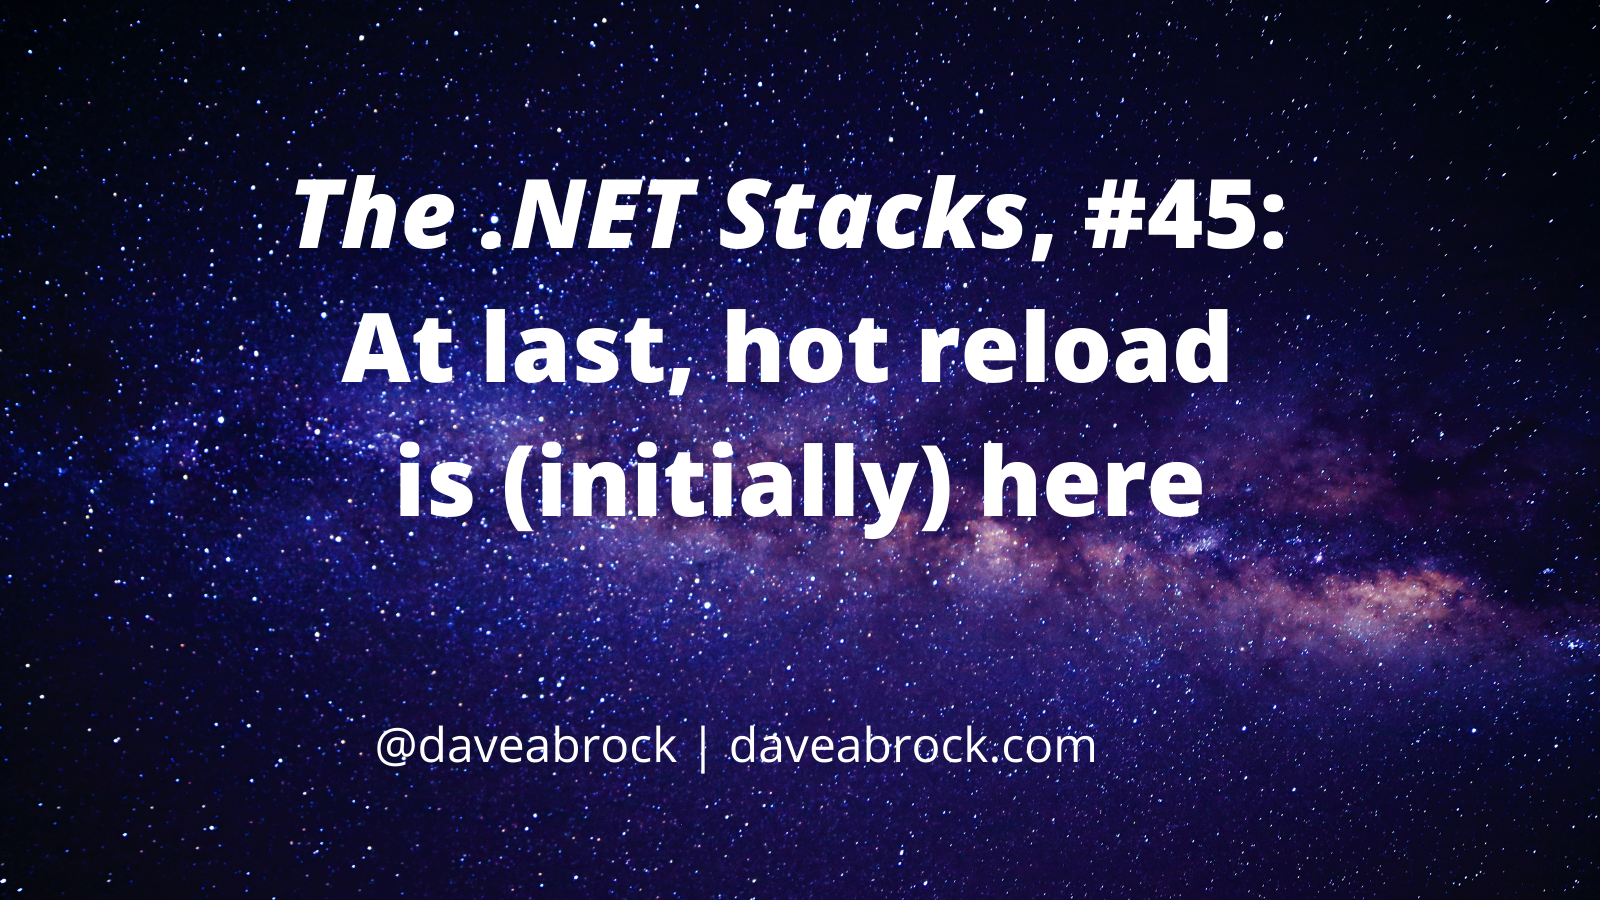 The .NET Stacks, #45:
At last, hot reload
is (initially) here
@daveabrock | daveabrock.com